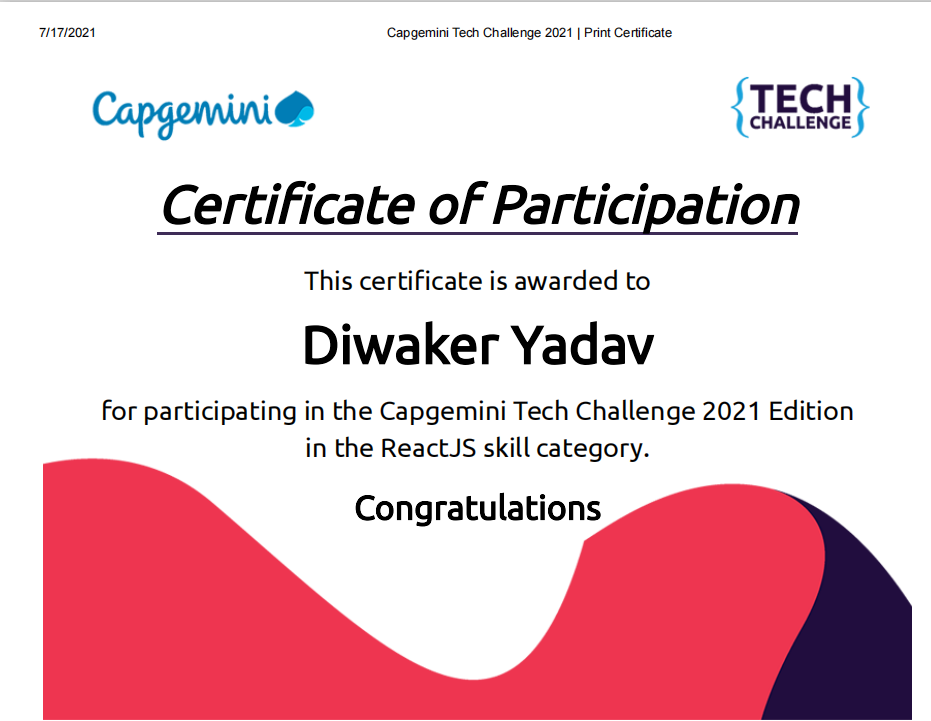 7/17/2021 Capgemini Tech Challenge 2021 | Print Certificate
Capgemini
TECH
CHALLENGE
Certificate of Participation
This certificate is awarded to
Diwaker Yadav
for participating in the Capgemini Tech Challenge 2021 Edition
in the ReactJS skill category.
Congratulations